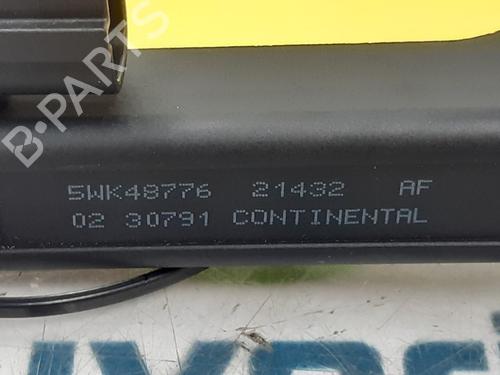 B-PARTS
5WK48776 21432 AF
02 30791 CONTINENTAL